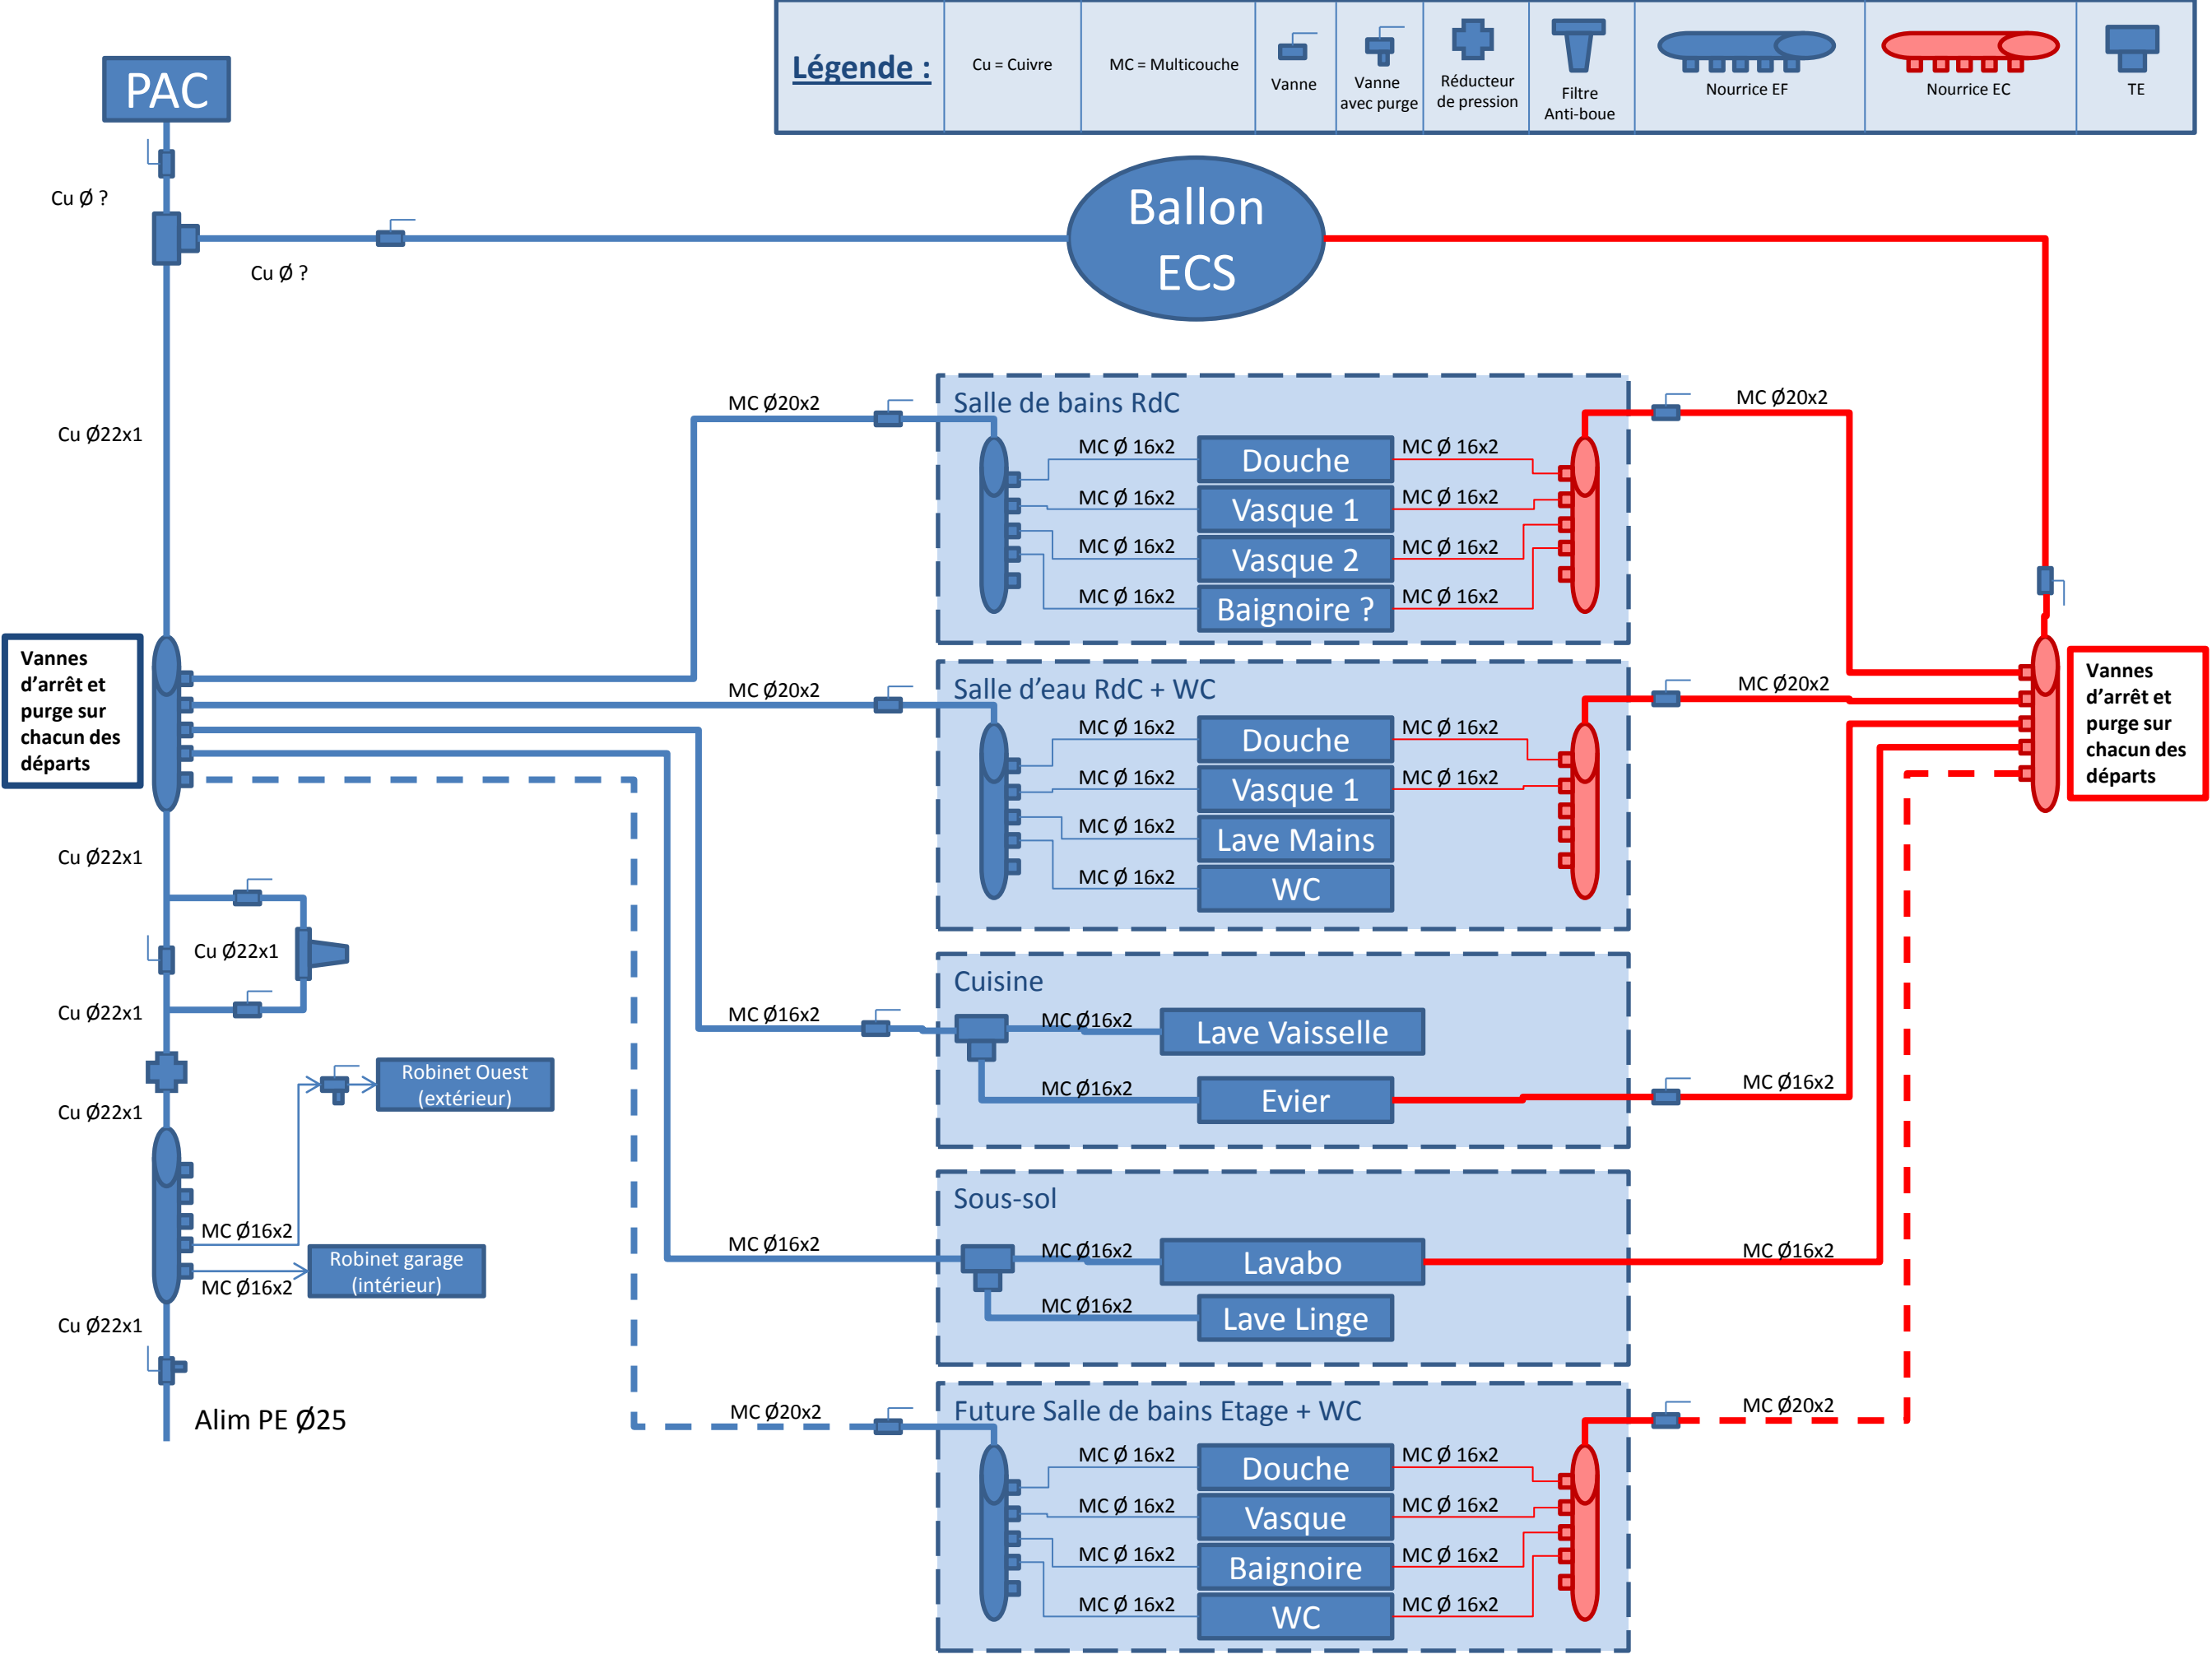 Légende :
Cu = Cuivre
MC = Multicouche
Vanne
Vanne
avec purge
Réducteur
de pression
Filtre
Anti-boue
Nourrice EF
Nourrice EC
TE
PAC
Cu Ø ?
Cu Ø ?
Ballon
ECS
Cu Ø22x1
MC Ø20x2
Salle de bains RdC
MC Ø 16x2
Douche
MC Ø 16x2
MC Ø 16x2
Vasque 1
MC Ø 16x2
MC Ø 16x2
Vasque 2
MC Ø 16x2
MC Ø 16x2
Baignoire ?
MC Ø 16x2
MC Ø20x2
Vannes
d'arrêt et
purge sur
chacun des
départs
MC Ø20x2
Salle d’eau RdC + WC
MC Ø 16x2
Douche
MC Ø 16x2
MC Ø 16x2
Vasque 1
MC Ø 16x2
MC Ø 16x2
Lave Mains
MC Ø 16x2
WC
MC Ø20x2
Vannes
d'arrêt et
purge sur
chacun des
départs
Cu Ø22x1
Cu Ø22x1
Cu Ø22x1
MC Ø16x2
Cuisine
MC Ø16x2
Lave Vaisselle
MC Ø16x2
Evier
MC Ø16x2
Robinet Ouest
(extérieur)
Cu Ø22x1
MC Ø16x2
Robinet garage
(intérieur)
MC Ø16x2
MC Ø16x2
Sous-sol
MC Ø16x2
Lavabo
MC Ø16x2
MC Ø16x2
Lave Linge
Cu Ø22x1
Alim PE Ø25
MC Ø20x2
Future Salle de bains Etage + WC
MC Ø 16x2
Douche
MC Ø 16x2
MC Ø 16x2
Vasque
MC Ø 16x2
MC Ø 16x2
Baignoire
MC Ø 16x2
MC Ø 16x2
WC
MC Ø 16x2
MC Ø20x2